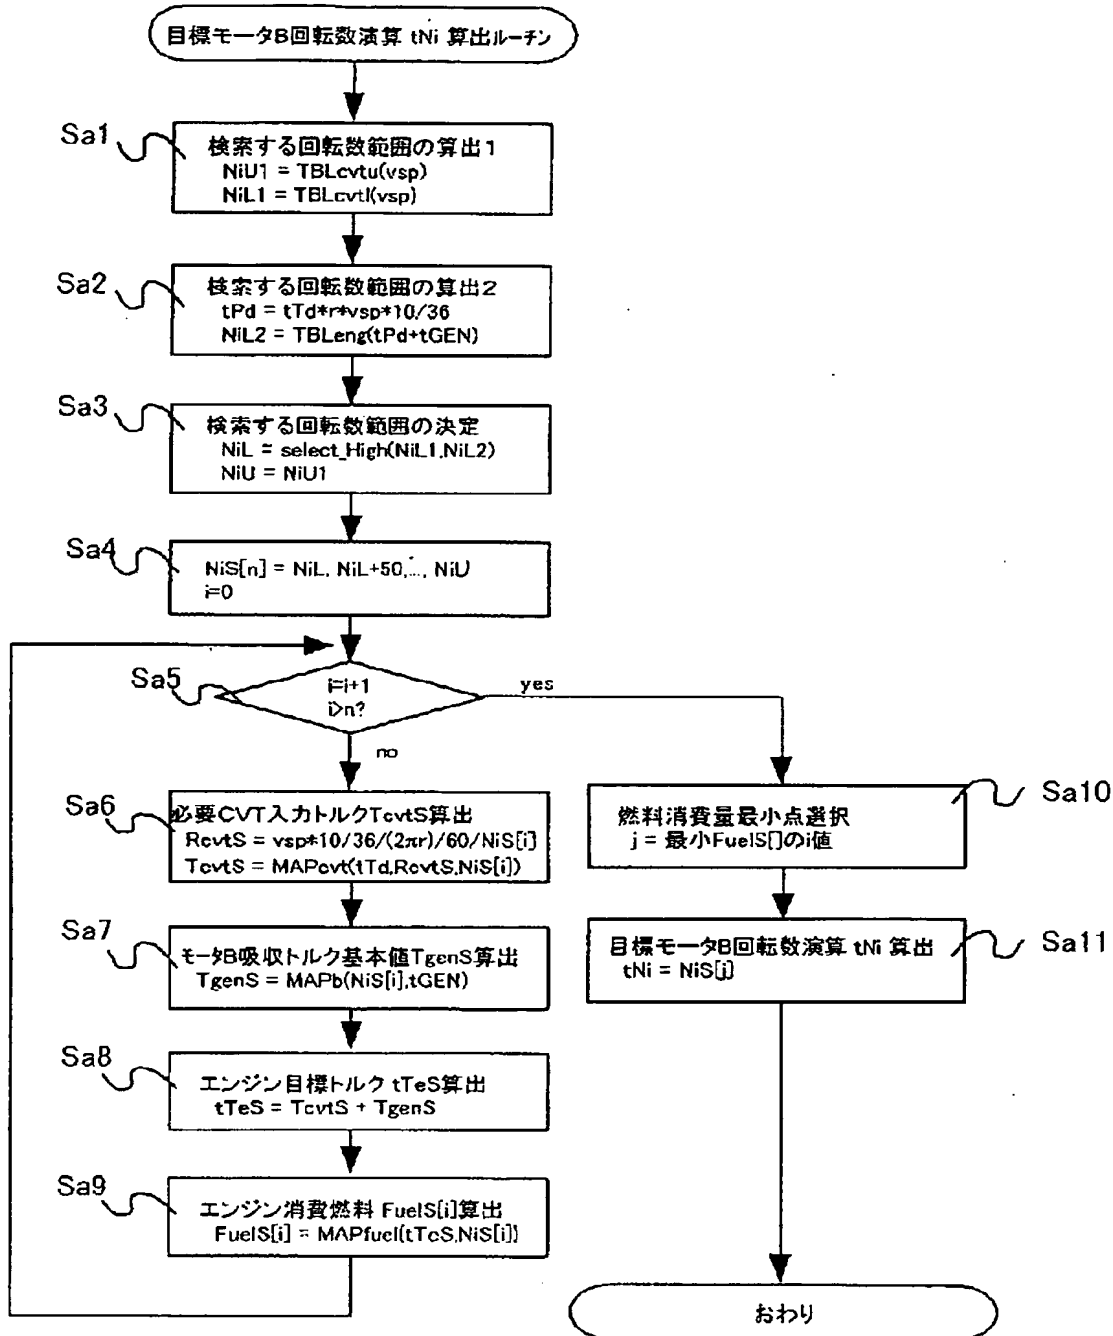 目標モータB回転数演算 tNi 算出ルーチン
Sa1
検索する回転数範囲の算出1
NiU1 = TBLcvtu(vsp)
NiL1 = TBLcvtl(vsp)
Sa2
検索する回転数範囲の算出2
tPd = tTd*r*vsp*10/36
NiL2 = TBLeng(tPd+tGEN)
Sa3
検索する回転数範囲の決定
NiL = select_High(NiL1,NiL2)
NiU = NiU1
Sa4
NiS[n] = NiL, NiL+50,..., NiU
i=0
Sa5
i=i+1
i>n?
yes
no
Sa6
必要CVT入力トルクTcvtS算出
RcvtS = vsp*10/36/(2πr)/60/NiS[i]
TcvtS = MAPcvt(tTd,RcvtS,NiS[i])
Sa7
モータB吸収トルク基本値TgenS算出
TgenS = MAPb(NiS[i],tGEN)
Sa8
エンジン目標トルク tTeS算出
tTeS = TcvtS + TgenS
Sa9
エンジン消費燃料 FuelS[i]算出
FuelS[i] = MAPfuel(tTeS,NiS[i])
Sa10
燃料消費量最小点選択
j = 最小FuelS[]のi値
Sa11
目標モータB回転数演算 tNi 算出
tNi = NiS[j]
おわり